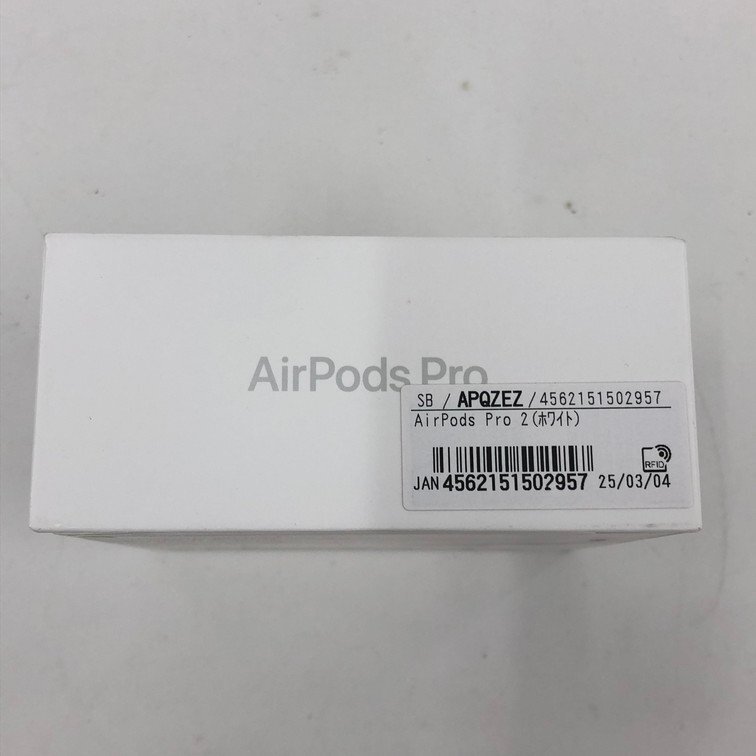 AirPods Pro
SB / APQZEZ / 4562151502957
AirPods Pro 2(ﾎﾜｲﾄ)
RFID
JAN 4562151502957 25/03/04